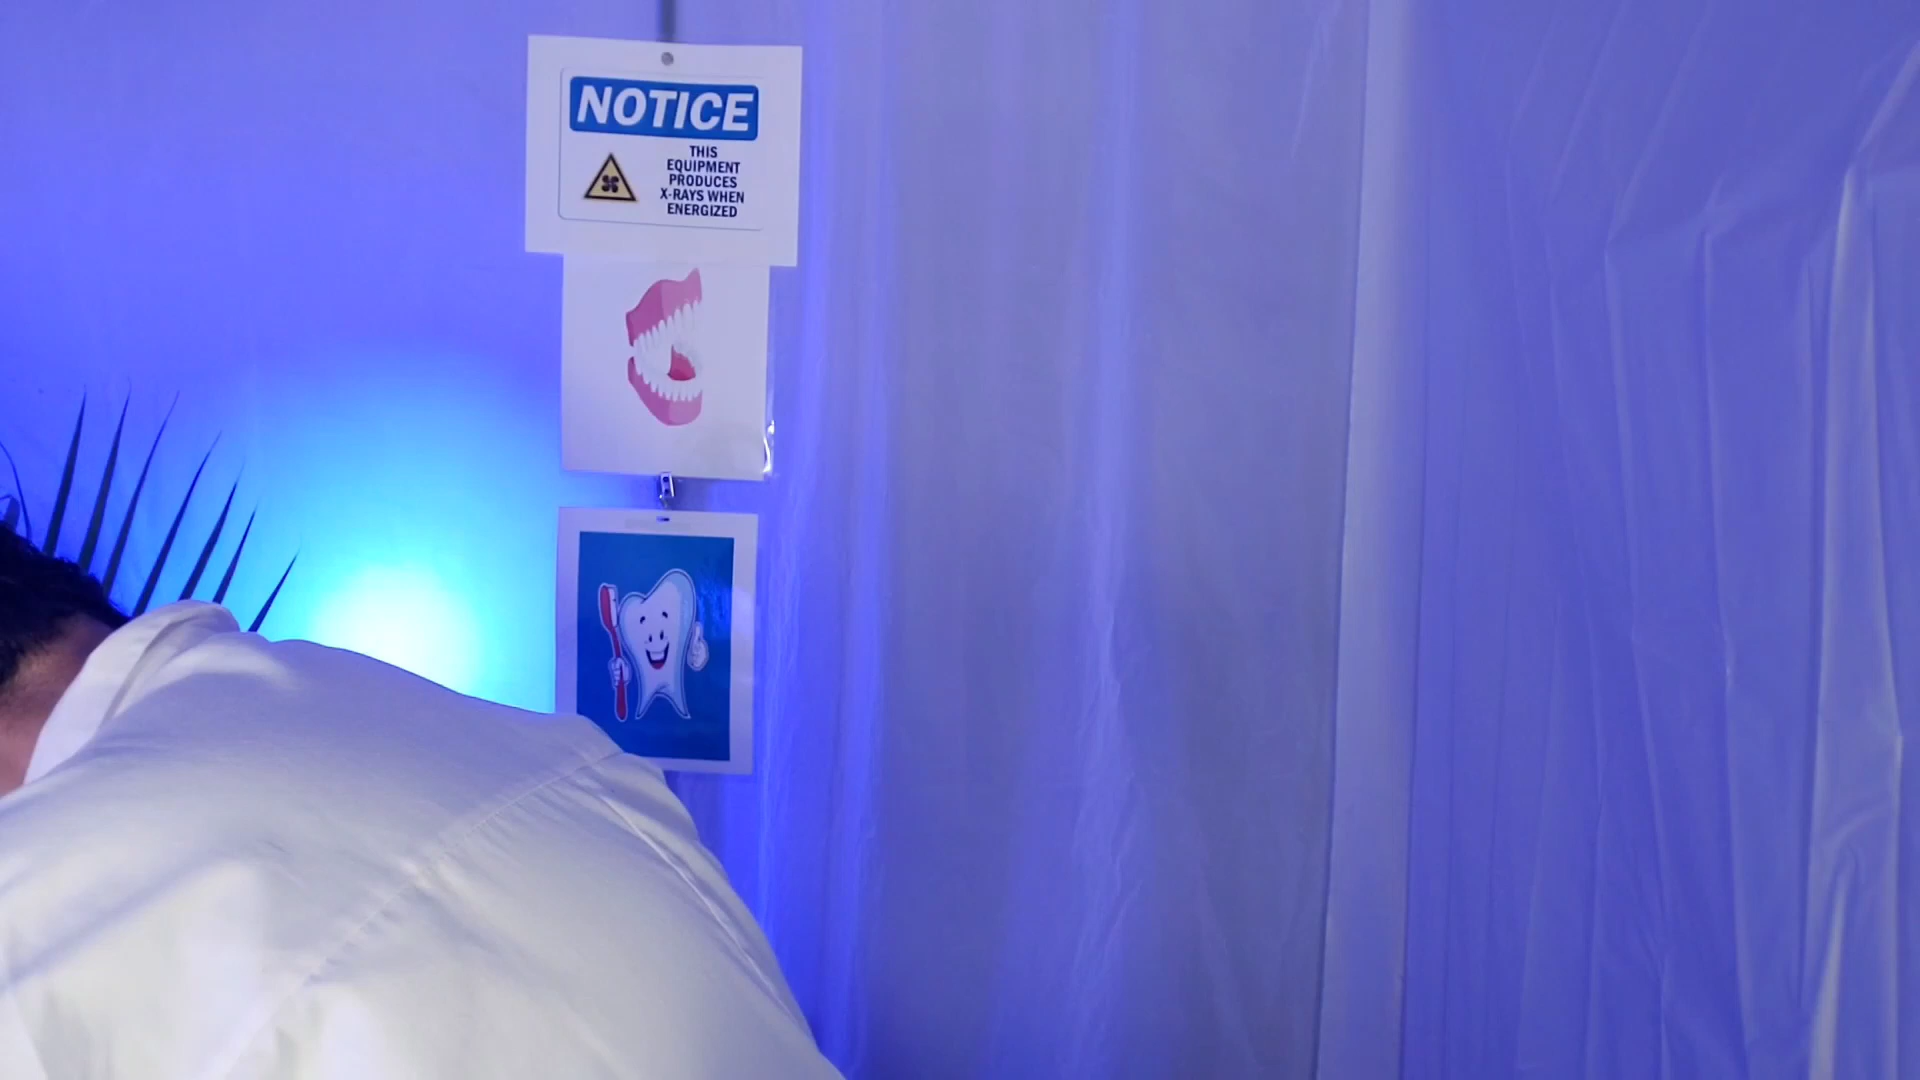 NOTICE
THIS
EQUIPMENT
PRODUCES
X-RAYS WHEN
ENERGIZED